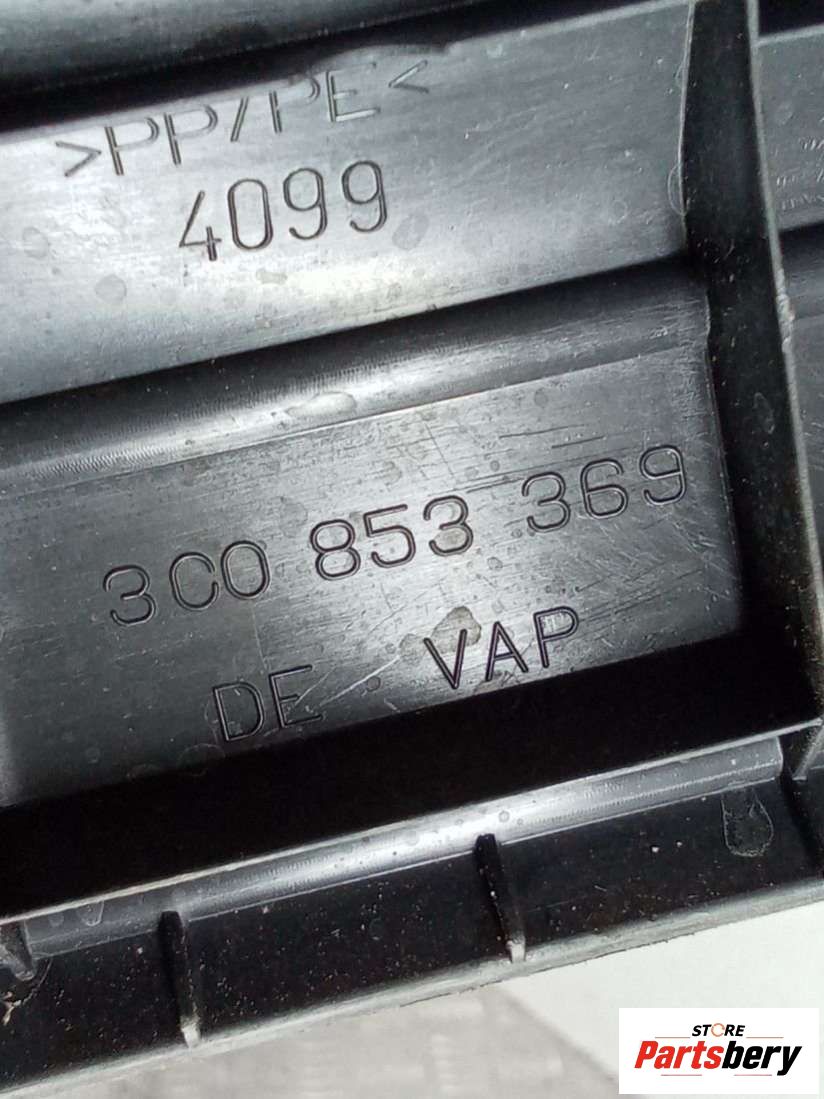 >PP/PE<
4099
3C0 853 369
DE VAP
STORE
Partsbery